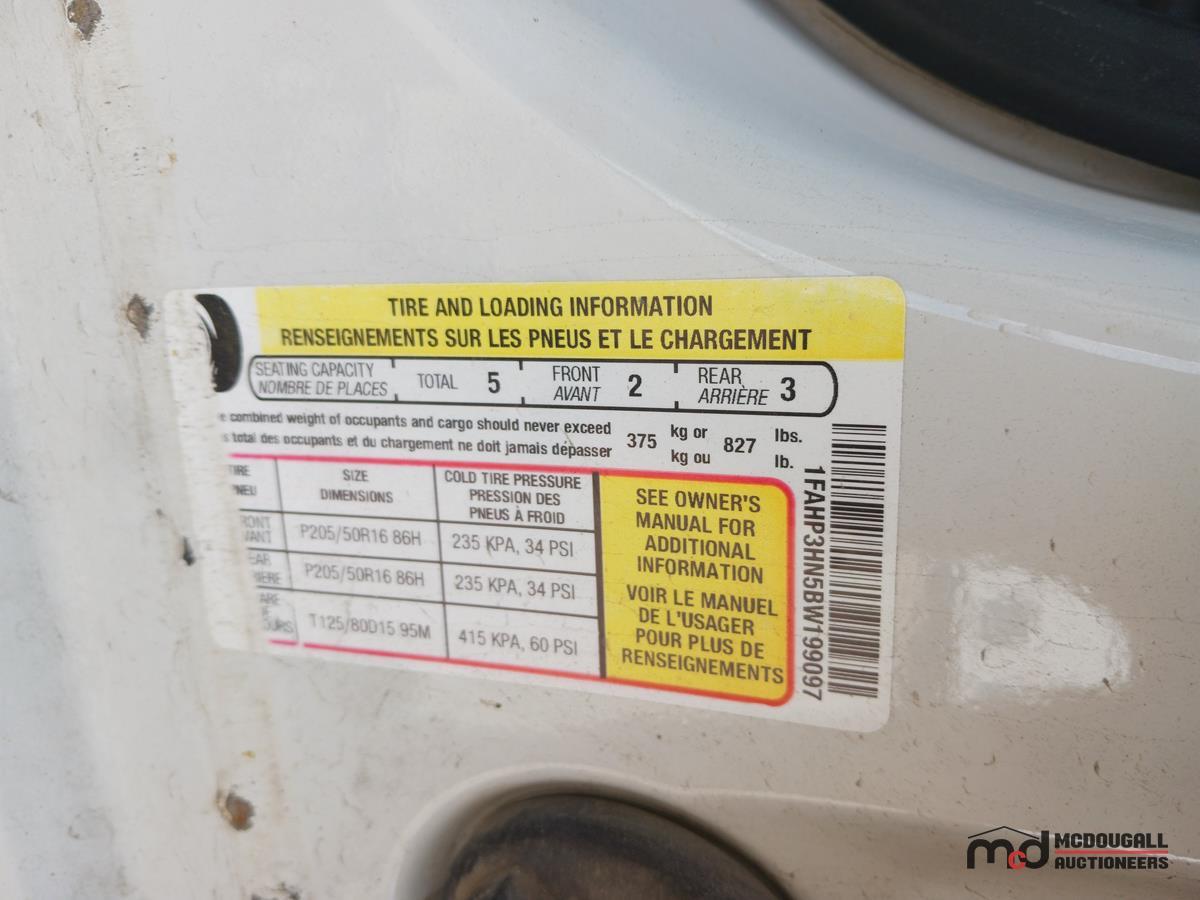 TIRE AND LOADING INFORMATION
RENSEIGNEMENTS SUR LES PNEUS ET LE CHARGEMENT
SEATING CAPACITY
NOMBRE DE PLACES
TOTAL 5
FRONT
AVANT 2
REAR
ARRIÈRE 3
combined weight of occupants and cargo should never exceed 375 kg or 827 lbs.
total des occupants et du chargement ne doit jamais dépasser kg ou lb.
SIZE
DIMENSIONS
COLD TIRE PRESSURE
PRESSION DES
PNEUS À FROID
P205/50R16 86H 235 KPA, 34 PSI
P205/50R16 86H 235 KPA, 34 PSI
T125/80D15 95M 415 KPA, 60 PSI
SEE OWNER'S
MANUAL FOR
ADDITIONAL
INFORMATION
VOIR LE MANUEL
DE L'USAGER
POUR PLUS DE
RENSEIGNEMENTS
1FAHP3HN5BW199097
mcd MCDOUGALL
AUCTIONEERS